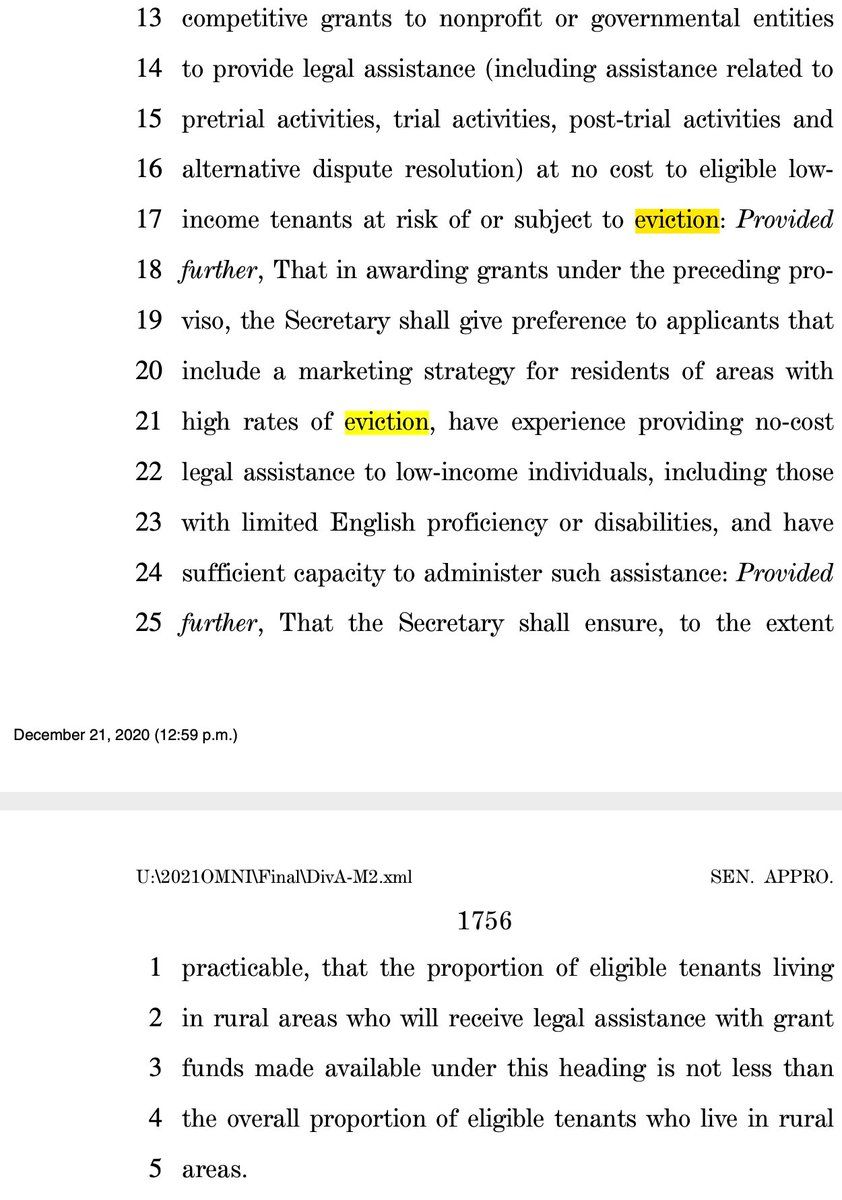 13 competitive grants to nonprofit or governmental entities
14 to provide legal assistance (including assistance related to
15 pretrial activities, trial activities, post-trial activities and
16 alternative dispute resolution) at no cost to eligible low-
17 income tenants at risk of or subject to eviction: Provided
18 further, That in awarding grants under the preceding pro-
19 viso, the Secretary shall give preference to applicants that
20 include a marketing strategy for residents of areas with
21 high rates of eviction, have experience providing no-cost
22 legal assistance to low-income individuals, including those
23 with limited English proficiency or disabilities, and have
24 sufficient capacity to administer such assistance: Provided
25 further, That the Secretary shall ensure, to the extent
December 21, 2020 (12:59 p.m.)
U:\2021OMNI\Final\DivA-M2.xml SEN. APPRO.
1756
1 practicable, that the proportion of eligible tenants living
2 in rural areas who will receive legal assistance with grant
3 funds made available under this heading is not less than
4 the overall proportion of eligible tenants who live in rural
5 areas.